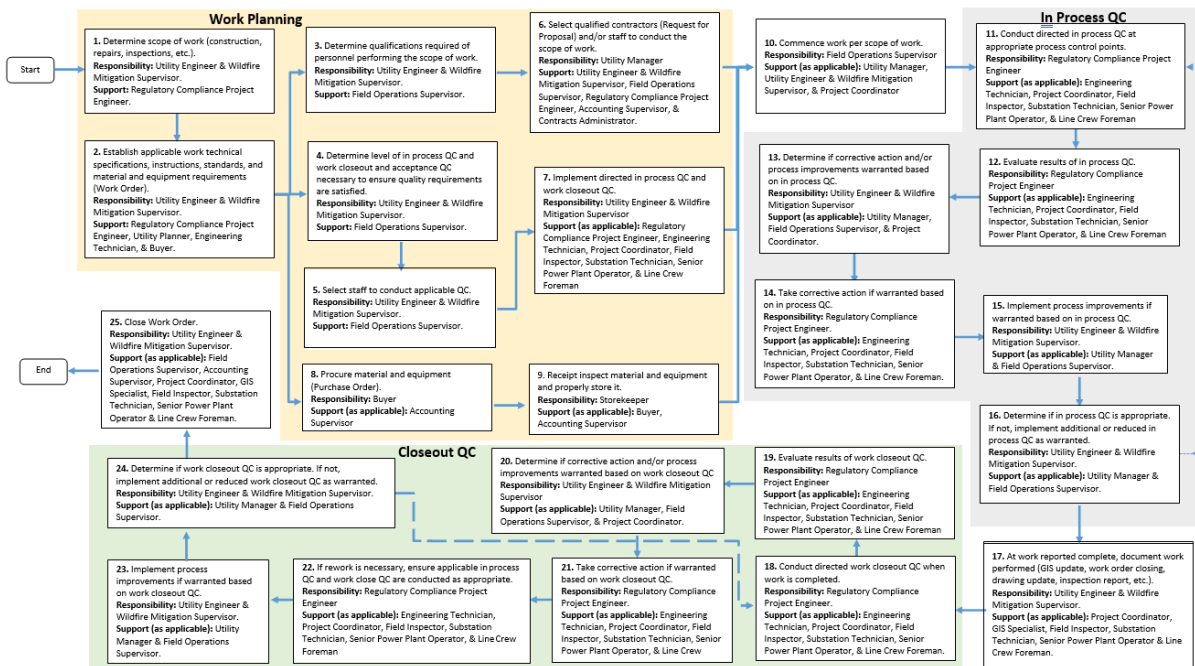 Work Planning
In Process QC
Start
1. Determine scope of work (construction,
repairs, inspections, etc.).
Responsibility: Utility Engineer & Wildfire
Mitigation Supervisor.
Support: Regulatory Compliance Project
Engineer.
2. Establish applicable work technical
specifications, instructions, standards, and
material and equipment requirements
(Work Order).
Responsibility: Utility Engineer & Wildfire
Mitigation Supervisor.
Support: Regulatory Compliance Project
Engineer, Utility Planner, Engineering
Technician, & Buyer.
3. Determine qualifications required of
personnel performing the scope of work.
Responsibility: Utility Engineer & Wildfire
Mitigation Supervisor.
Support: Field Operations Supervisor.
4. Determine level of in process QC and
work closeout and acceptance QC
necessary to ensure quality requirements
are satisfied.
Responsibility: Utility Engineer & Wildfire
Mitigation Supervisor.
Support: Field Operations Supervisor.
5. Select staff to conduct applicable QC.
Responsibility: Utility Engineer & Wildfire
Mitigation Supervisor.
Support: Field Operations Supervisor.
6. Select qualified contractors (Request for
Proposal) and/or staff to conduct the
scope of work.
Responsibility: Utility Manager
Support: Utility Engineer & Wildfire
Mitigation Supervisor, Field Operations
Supervisor, Regulatory Compliance Project
Engineer, Accounting Supervisor, &
Contracts Administrator.
7. Implement directed in process QC and
work closeout QC.
Responsibility: Utility Engineer & Wildfire
Mitigation Supervisor
Support (as applicable): Regulatory
Compliance Project Engineer, Engineering
Technician, Project Coordinator, Field
Inspector, Substation Technician, Senior
Power Plant Operator, & Line Crew
Foreman
8. Procure material and equipment
(Purchase Order).
Responsibility: Buyer
Support (as applicable): Accounting
Supervisor
9. Receipt inspect material and equipment
and properly store it.
Responsibility: Storekeeper
Support (as applicable): Buyer,
Accounting Supervisor
10. Commence work per scope of work.
Responsibility: Field Operations Supervisor
Support (as applicable): Utility Manager,
Utility Engineer & Wildfire Mitigation
Supervisor, & Project Coordinator
11. Conduct directed in process QC at
appropriate process control points.
Responsibility: Regulatory Compliance Project
Engineer
Support (as applicable): Engineering
Technician, Project Coordinator, Field
Inspector, Substation Technician, Senior Power
Plant Operator, & Line Crew Foreman
12. Evaluate results of in process QC.
Responsibility: Regulatory Compliance
Project Engineer
Support (as applicable): Engineering
Technician, Project Coordinator, Field
Inspector, Substation Technician, Senior
Power Plant Operator, & Line Crew Foreman
13. Determine if corrective action and/or
process improvements warranted based
on in process QC.
Responsibility: Utility Engineer & Wildfire
Mitigation Supervisor
Support (as applicable): Utility Manager,
Field Operations Supervisor, & Project
Coordinator.
14. Take corrective action if warranted based
on in process QC.
Responsibility: Regulatory Compliance
Project Engineer.
Support (as applicable): Engineering
Technician, Project Coordinator, Field
Inspector, Substation Technician, Senior
Power Plant Operator, & Line Crew Foreman.
15. Implement process improvements if
warranted based on in process QC.
Responsibility: Utility Engineer & Wildfire
Mitigation Supervisor.
Support (as applicable): Utility Manager
& Field Operations Supervisor.
16. Determine if in process QC is appropriate.
If not, implement additional or reduced in
process QC as warranted.
Responsibility: Utility Engineer & Wildfire
Mitigation Supervisor.
Support (as applicable): Utility Manager &
Field Operations Supervisor.
17. At work reported complete, document work
performed (GIS update, work order closing,
drawing update, inspection report, etc.).
Responsibility: Utility Engineer & Wildfire
Mitigation Supervisor.
Support (as applicable): Project Coordinator,
GIS Specialist, Field Inspector, Substation
Technician, Senior Power Plant Operator & Line
Crew Foreman.
Closeout QC
18. Conduct directed work closeout QC when
work is completed.
Responsibility: Regulatory Compliance
Project Engineer.
Support (as applicable): Engineering
Technician, Project Coordinator, Field
Inspector, Substation Technician, Senior
Power Plant Operator, & Line Crew Foreman.
19. Evaluate results of work closeout QC.
Responsibility: Regulatory Compliance
Project Engineer
Support (as applicable): Engineering
Technician, Project Coordinator, Field
Inspector, Substation Technician, Senior
Power Plant Operator, & Line Crew Foreman
20. Determine if corrective action and/or process
improvements warranted based on work closeout QC
Responsibility: Utility Engineer & Wildfire Mitigation
Supervisor
Support (as applicable): Utility Manager, Field
Operations Supervisor, & Project Coordinator.
21. Take corrective action if warranted
based on work closeout QC.
Responsibility: Regulatory Compliance
Project Engineer.
Support (as applicable): Engineering
Technician, Project Coordinator, Field
Inspector, Substation Technician, Senior
Power Plant Operator, & Line Crew
22. If rework is necessary, ensure applicable in process
QC and work close QC are conducted as appropriate.
Responsibility: Regulatory Compliance Project
Engineer
Support (as applicable): Engineering Technician,
Project Coordinator, Field Inspector, Substation
Technician, Senior Power Plant Operator, & Line Crew
Foreman
23. Implement process
improvements if warranted based
on work closeout QC.
Responsibility: Utility Engineer &
Wildfire Mitigation Supervisor.
Support (as applicable): Utility
Manager & Field Operations
Supervisor.
24. Determine if work closeout QC is appropriate. If not,
implement additional or reduced work closeout QC as
warranted.
Responsibility: Utility Engineer & Wildfire Mitigation Supervisor.
Support (as applicable): Utility Manager & Field Operations
Supervisor.
25. Close Work Order.
Responsibility: Utility Engineer &
Wildfire Mitigation Supervisor.
Support (as applicable): Field
Operations Supervisor, Accounting
Supervisor, Project Coordinator, GIS
Specialist, Field Inspector, Substation
Technician, Senior Power Plant
Operator & Line Crew Foreman.
End